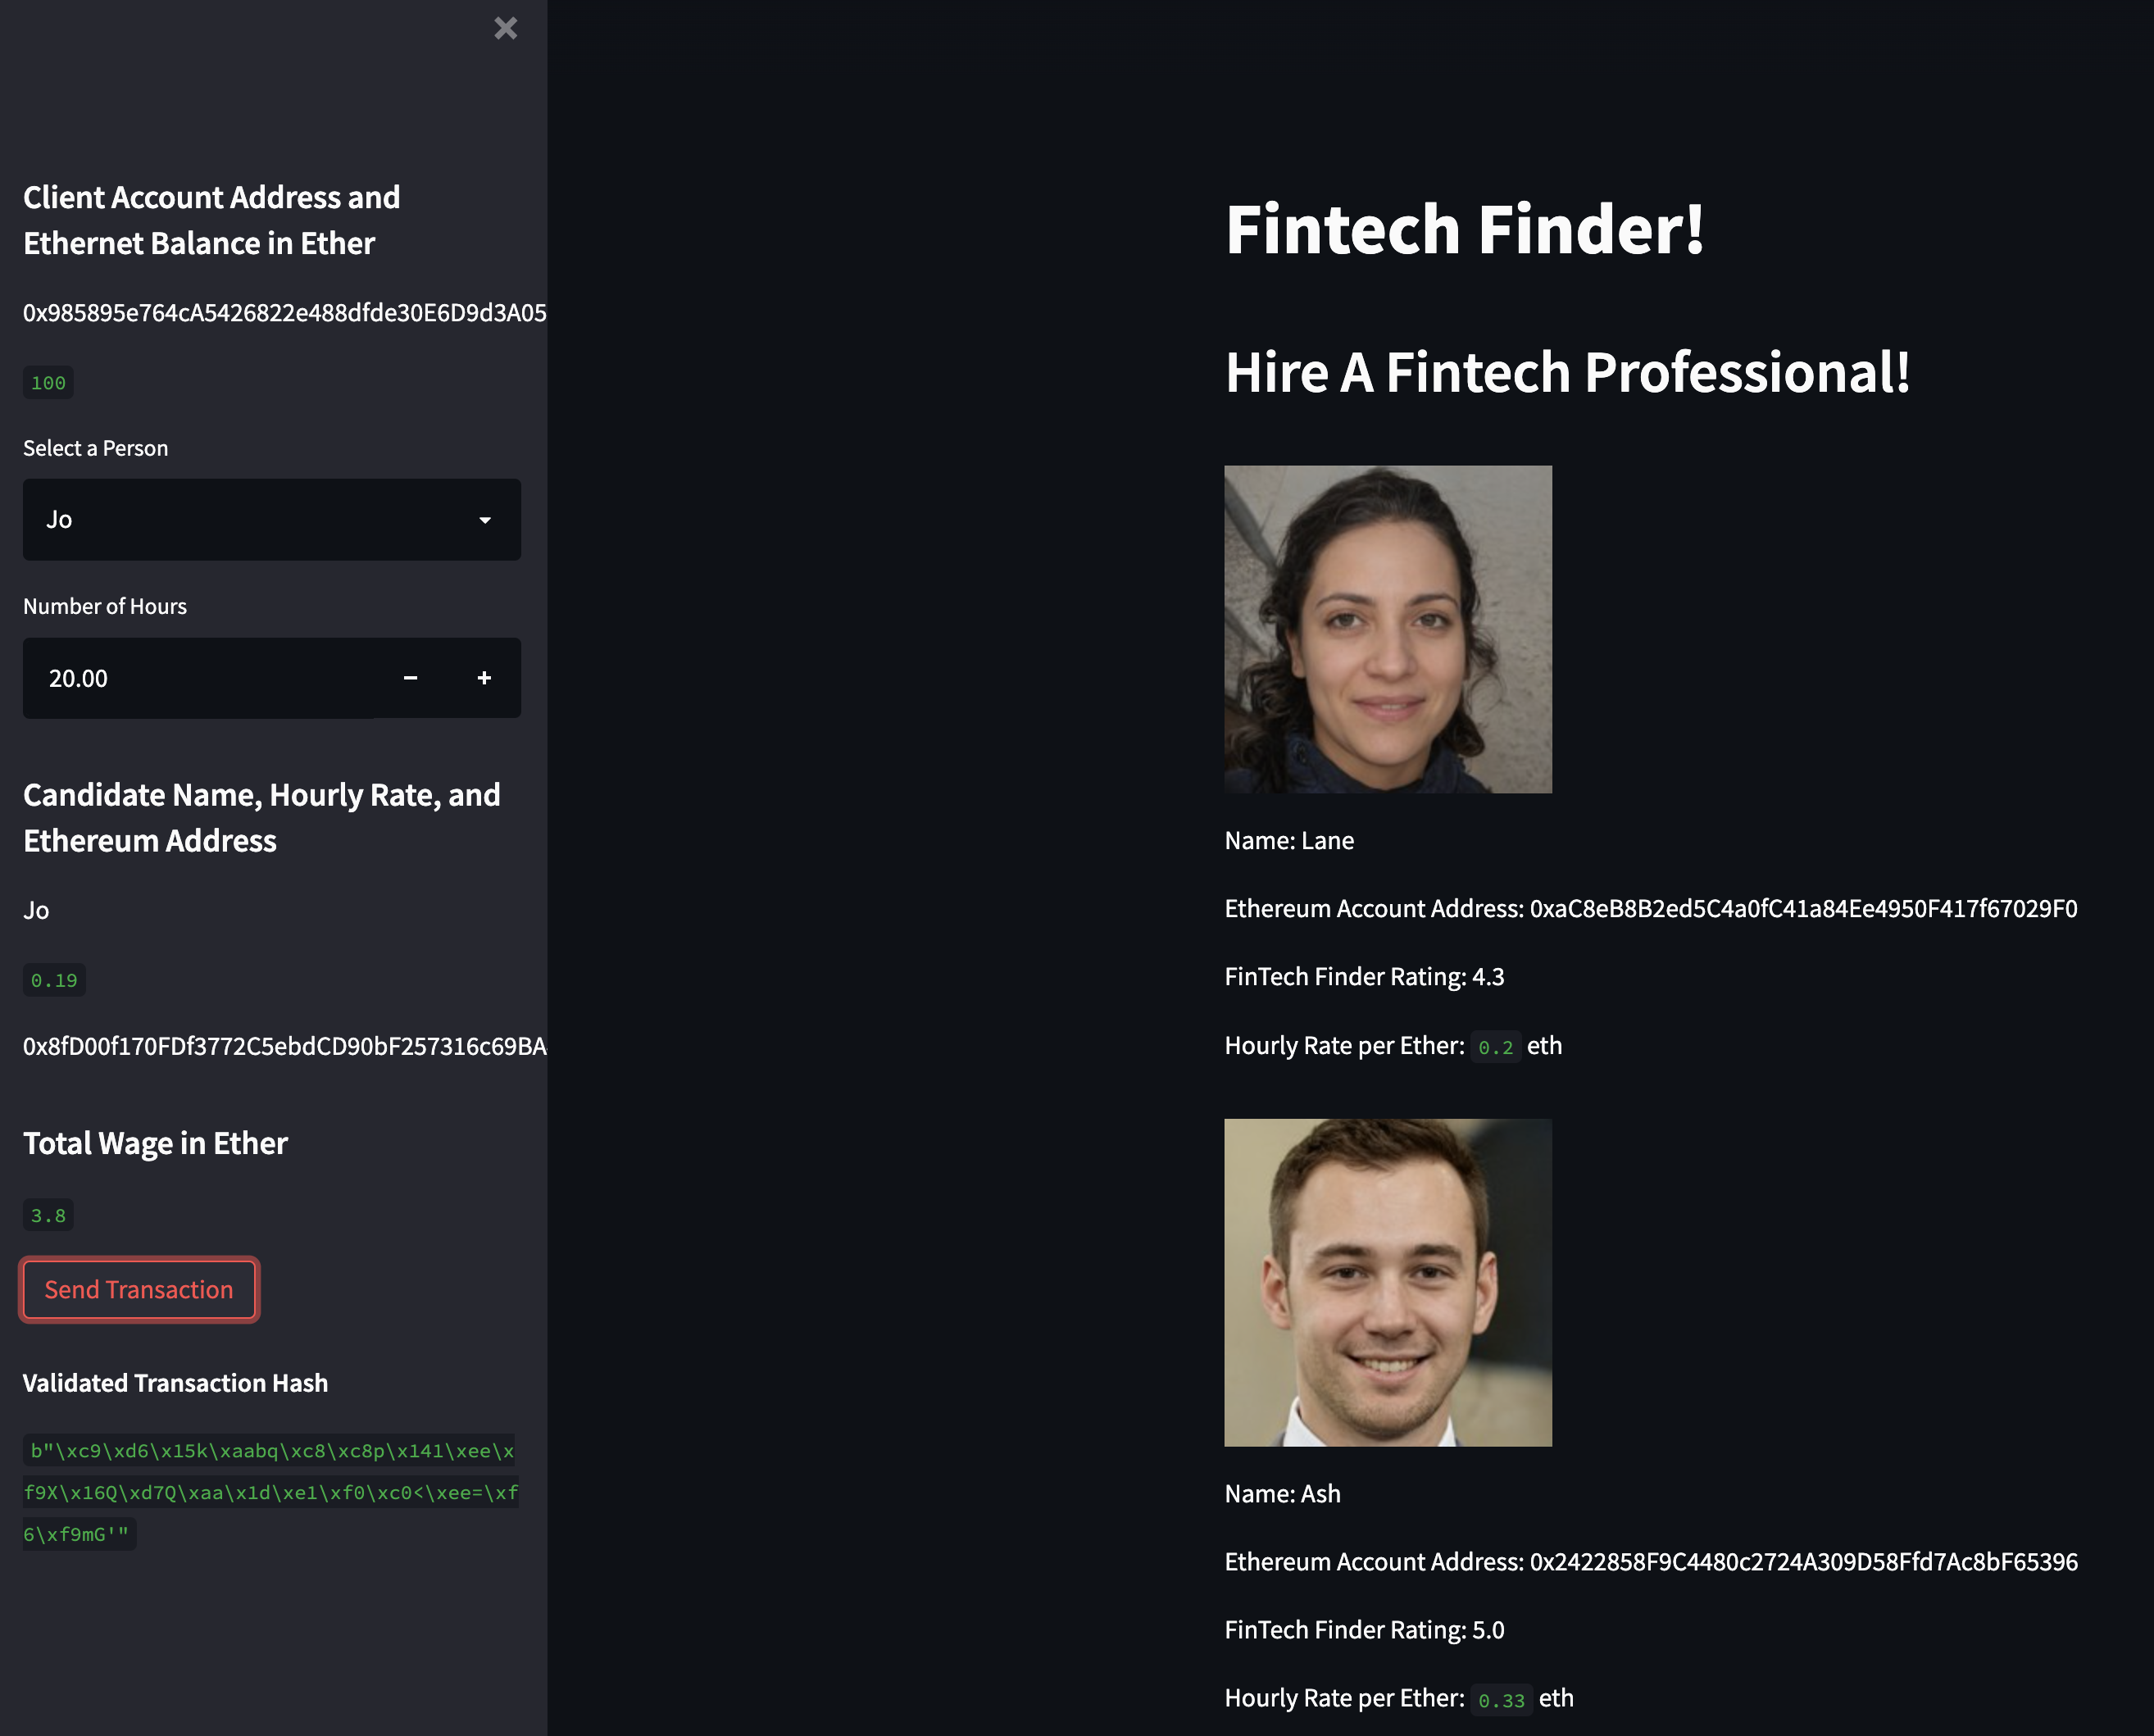 Client Account Address and
Ethernet Balance in Ether
0x985895e764cA5426822e488dfde30E6D9d3A05
100
Select a Person
Jo
Number of Hours
20.00
Candidate Name, Hourly Rate, and
Ethereum Address
Jo
0.19
0x8fD00f170FDf3772C5ebdCD90bF257316c69BA
Total Wage in Ether
3.8
Send Transaction
Validated Transaction Hash
b"\xc9\xd6\x15k\xaabq\xc8\xc8p\x141\xee\x
f9X\x16Q\xd7Q\xaa\x1d\xe1\xf0\xc0<\xee=\xf
6\xf9mG'"
Fintech Finder!
Hire A Fintech Professional!
Name: Lane
Ethereum Account Address: 0xaC8eB8B2ed5C4a0fC41a84Ee4950F417f67029F0
FinTech Finder Rating: 4.3
Hourly Rate per Ether: 0.2 eth
Name: Ash
Ethereum Account Address: 0x2422858F9C4480c2724A309D58Ffd7Ac8bF65396
FinTech Finder Rating: 5.0
Hourly Rate per Ether: 0.33 eth